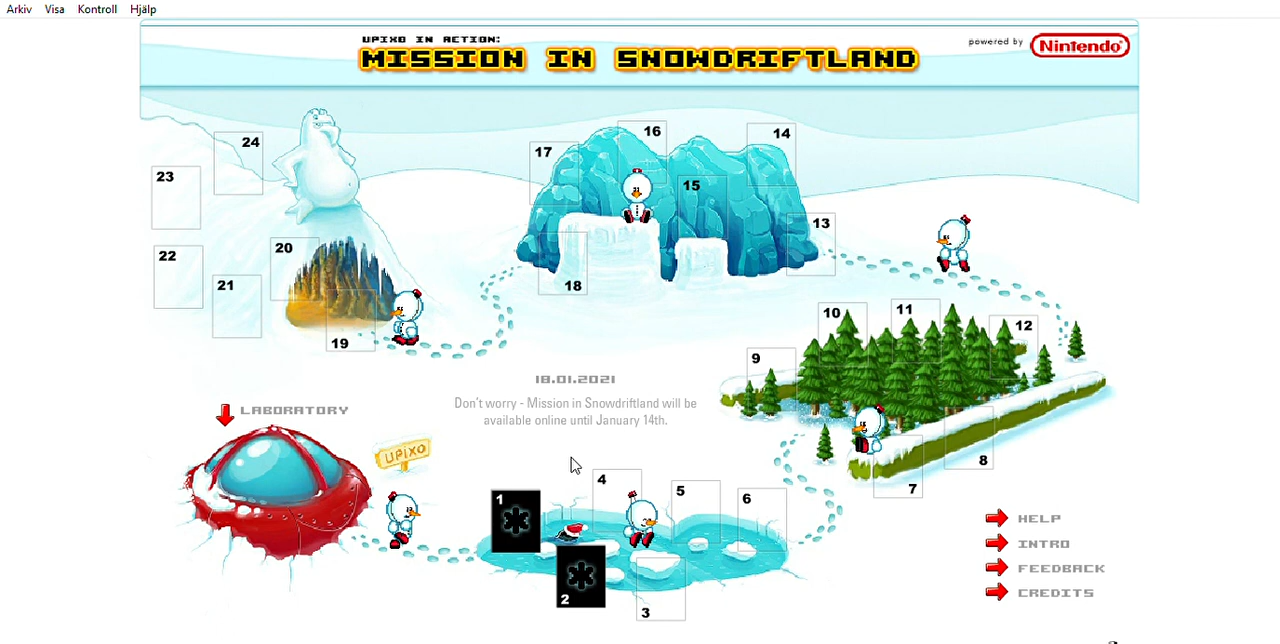 Arkiv Visa Kontroll Hjälp
UPIXO IN ACTION:
MISSION IN SNOWDRIFTLAND
powered by Nintendo
24
16
14
17
23
15
13
20
22
21
18
19
11
10
12
9
18.01.2021
Don't worry - Mission in Snowdriftland will be
available online until January 14th.
LABORATORY
UPIXO
8
7
4
5
6
1
2
3
HELP
INTRO
FEEDBACK
CREDITS